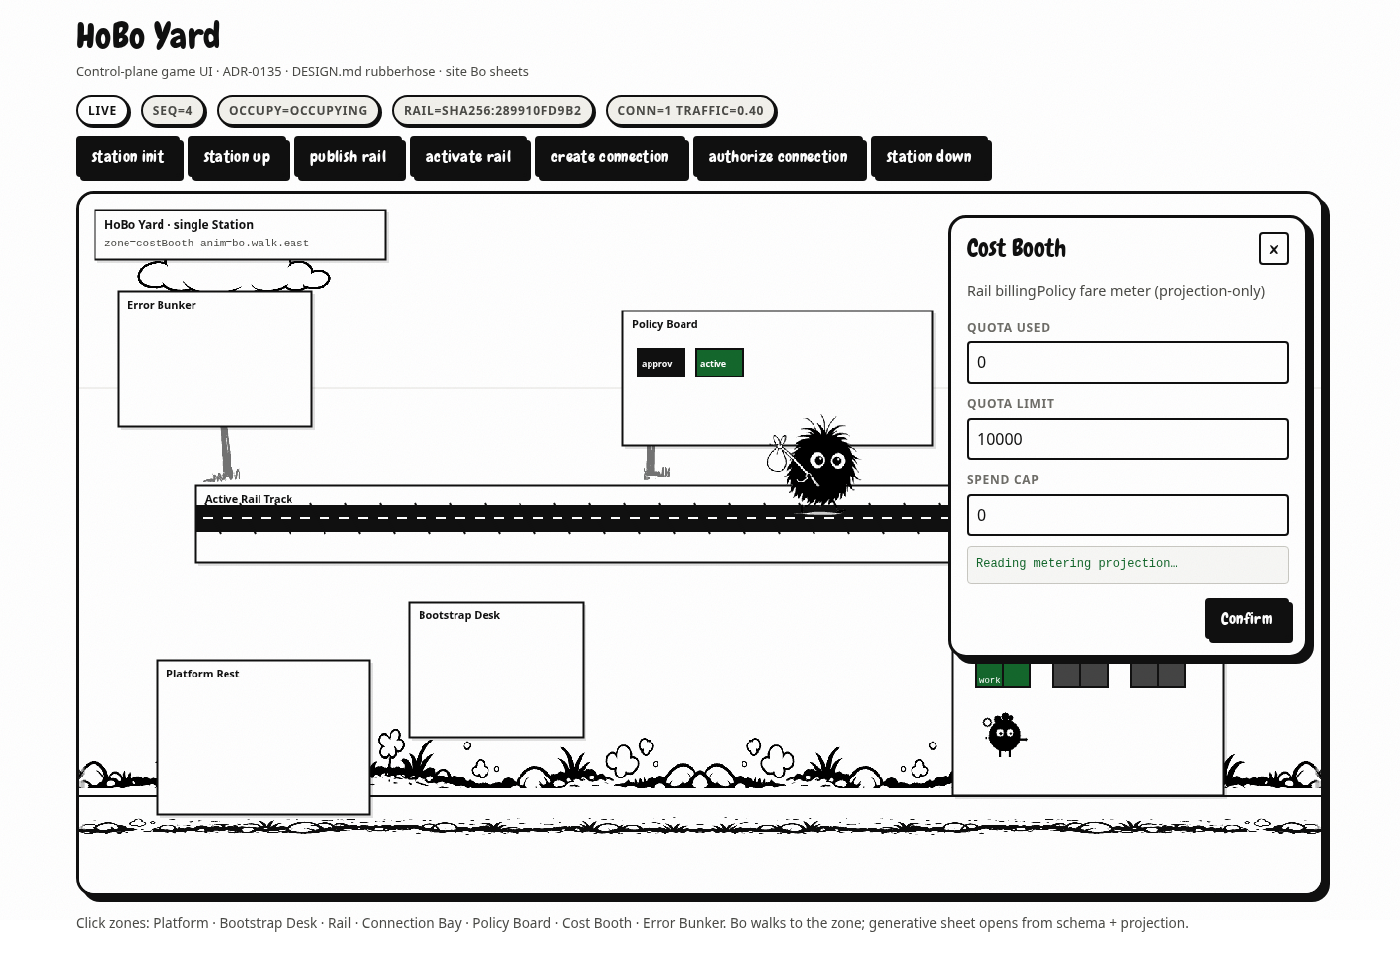 HoBo Yard
Control-plane game UI · ADR-0135 · DESIGN.md rubberhose · site Bo sheets
LIVE
SEQ=4
OCCUPY=OCCUPYING
RAIL=SHA256:289910FD9B2
CONN=1 TRAFFIC=0.40
station init
station up
publish rail
activate rail
create connection
authorize connection
station down
HoBo Yard · single Station
zone=costBooth anim=bo.walk.east
Error Bunker
Policy Board
approv
active
Active Rail Track
Bootstrap Desk
Platform Rest
work
Cost Booth
x
Rail billingPolicy fare meter (projection-only)
QUOTA USED
0
QUOTA LIMIT
10000
SPEND CAP
0
Reading metering projection…
Confirm
Click zones: Platform · Bootstrap Desk · Rail · Connection Bay · Policy Board · Cost Booth · Error Bunker. Bo walks to the zone; generative sheet opens from schema + projection.